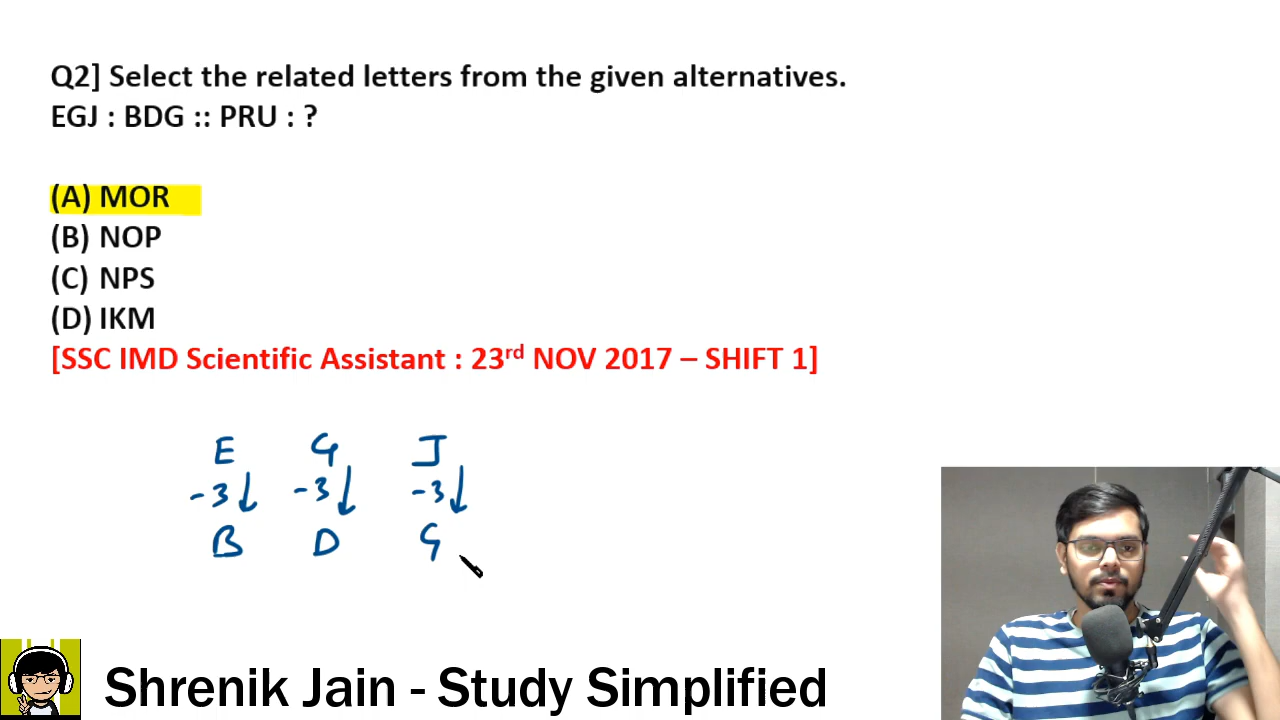 Q2] Select the related letters from the given alternatives.
EGJ : BDG :: PRU : ?
(A) MOR
(B) NOP
(C) NPS
(D) IKM
[SSC IMD Scientific Assistant : 23rd NOV 2017 – SHIFT 1]
E G J
-3↓ -3↓ -3↓
B D G
Shrenik Jain - Study Simplified